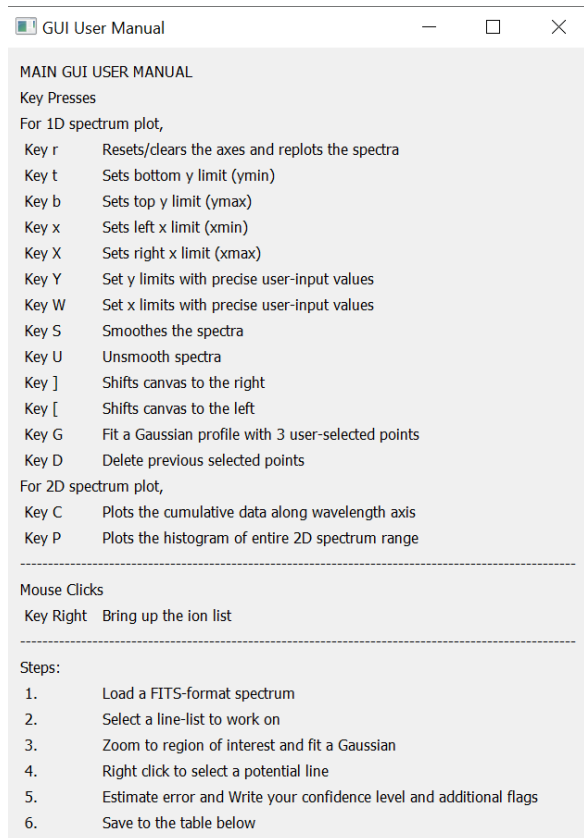 GUI User Manual
MAIN GUI USER MANUAL
Key Presses
For 1D spectrum plot,
Key r Resets/clears the axes and replots the spectra
Key t Sets bottom y limit (ymin)
Key b Sets top y limit (ymax)
Key x Sets left x limit (xmin)
Key X Sets right x limit (xmax)
Key Y Set y limits with precise user-input values
Key W Set x limits with precise user-input values
Key S Smoothes the spectra
Key U Unsmooth spectra
Key ] Shifts canvas to the right
Key [ Shifts canvas to the left
Key G Fit a Gaussian profile with 3 user-selected points
Key D Delete previous selected points
For 2D spectrum plot,
Key C Plots the cumulative data along wavelength axis
Key P Plots the histogram of entire 2D spectrum range
Mouse Clicks
Key Right Bring up the ion list
Steps:
1. Load a FITS-format spectrum
2. Select a line-list to work on
3. Zoom to region of interest and fit a Gaussian
4. Right click to select a potential line
5. Estimate error and Write your confidence level and additional flags
6. Save to the table below